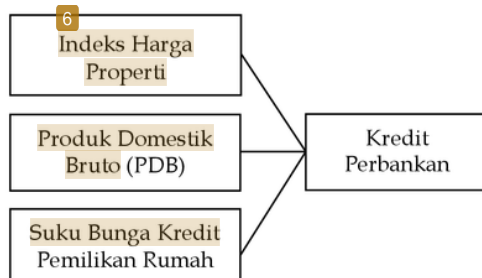 6
Indeks Harga
Properti
Produk Domestik
Bruto (PDB)
Kredit
Perbankan
Suku Bunga Kredit
Pemilikan Rumah